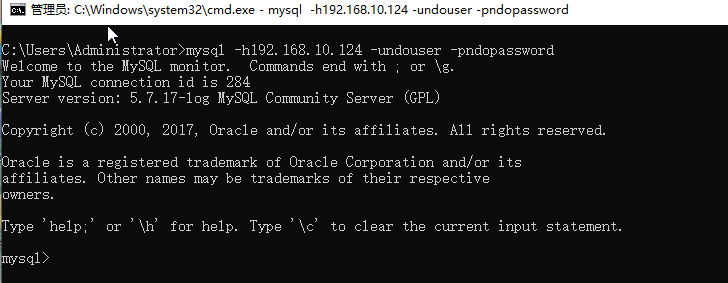 管理员: C:\Windows\system32\cmd.exe - mysql -h192.168.10.124 -undouser -pndopassword
C:\Users\Administrator>mysql -h192.168.10.124 -undouser -pndopassword
Welcome to the MySQL monitor.  Commands end with ; or \g.
Your MySQL connection id is 284
Server version: 5.7.17-log MySQL Community Server (GPL)
Copyright (c) 2000, 2017, Oracle and/or its affiliates. All rights reserved.
Oracle is a registered trademark of Oracle Corporation and/or its
affiliates. Other names may be trademarks of their respective
owners.
Type 'help;' or '\h' for help. Type '\c' to clear the current input statement.
mysql>